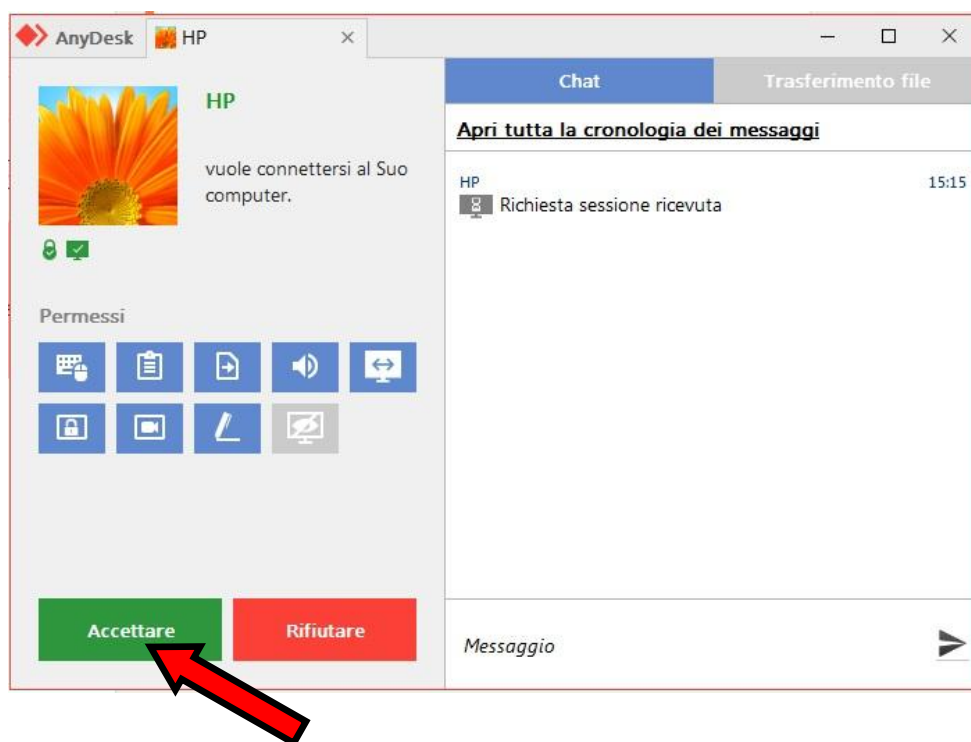 AnyDesk
HP
Chat
Trasferimento file
HP
vuole connettersi al Suo
computer.
Apri tutta la cronologia dei messaggi
HP
15:15
Richiesta sessione ricevuta
Permessi
Accettare
Rifiutare
Messaggio